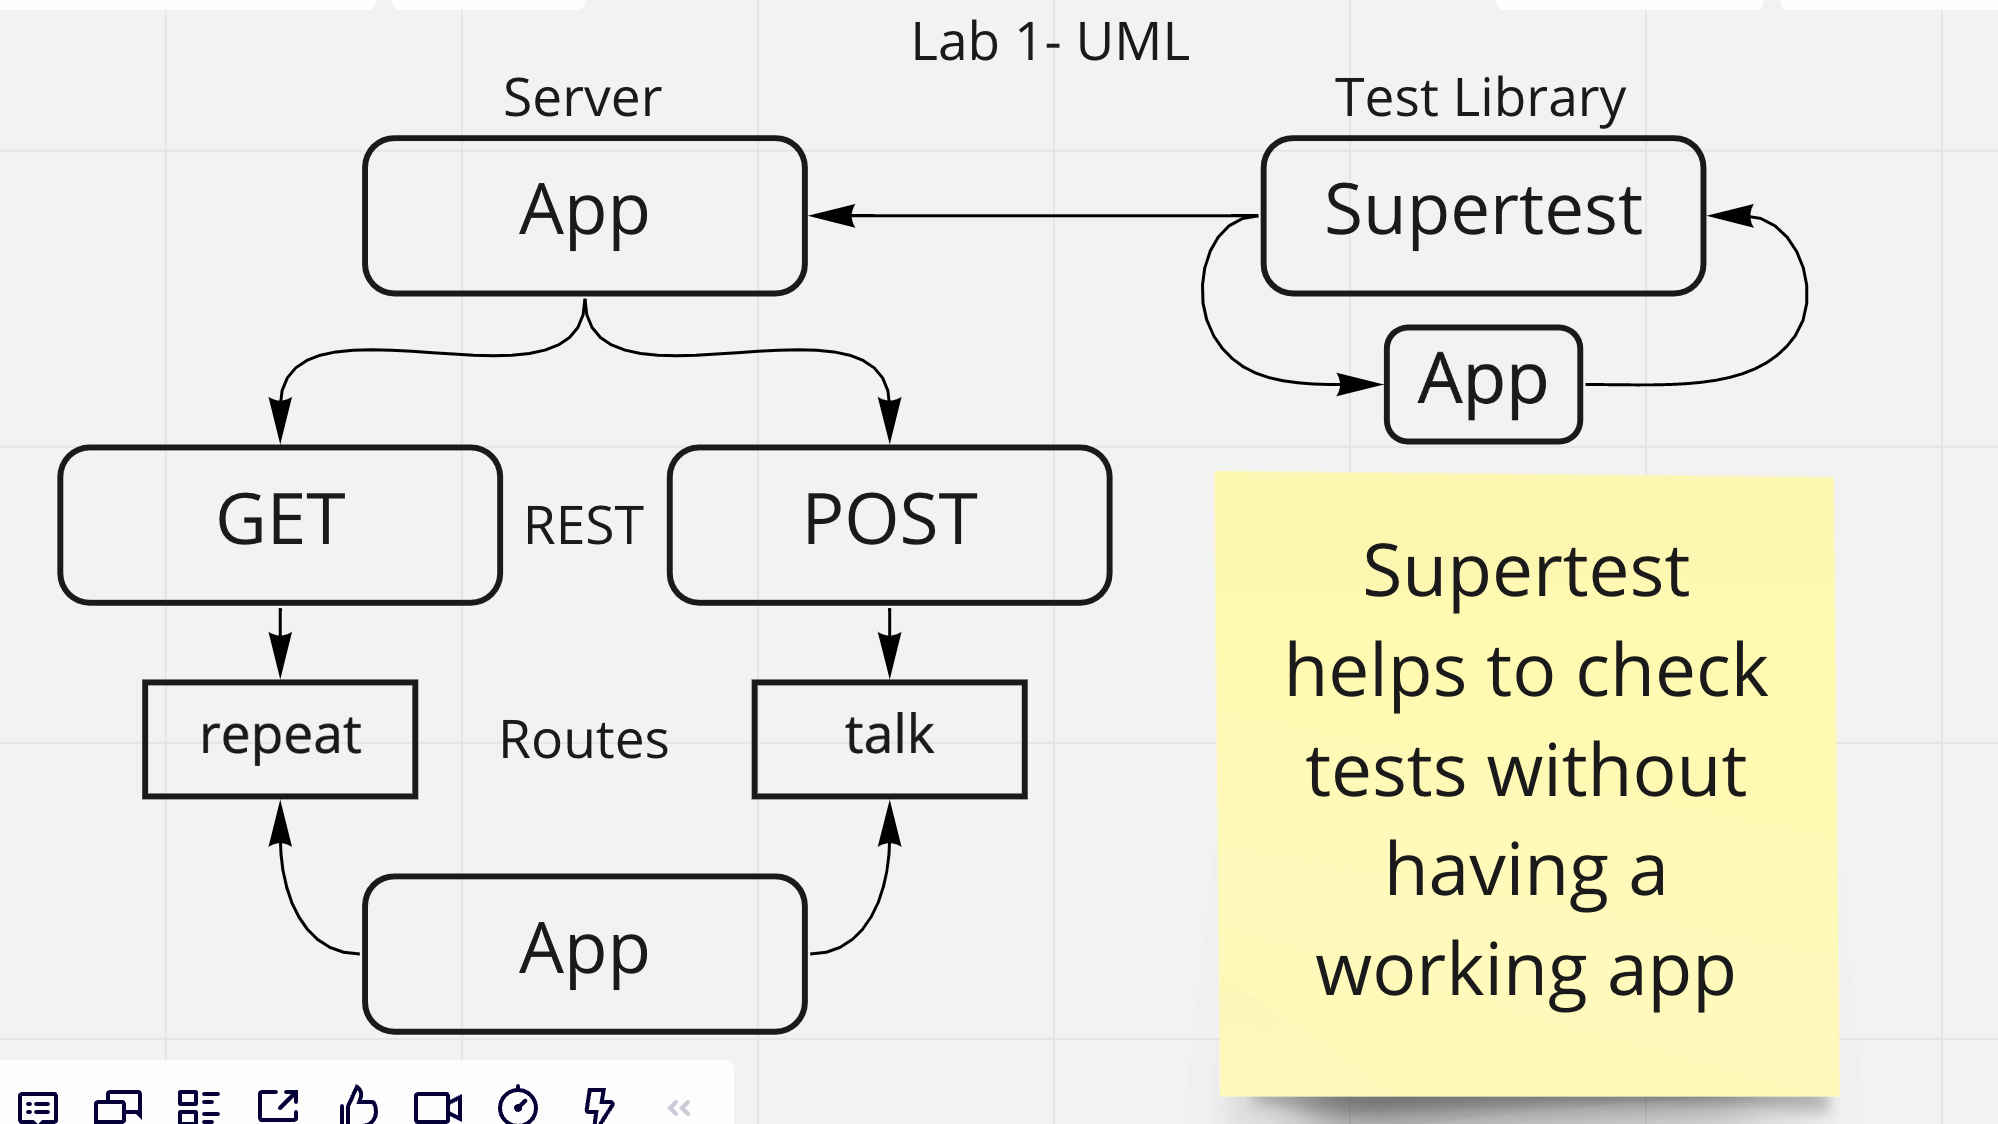 Lab 1- UML
Server
Test Library
App
Supertest
App
GET
REST
POST
repeat
Routes
talk
App
Supertest
helps to check
tests without
having a
working app